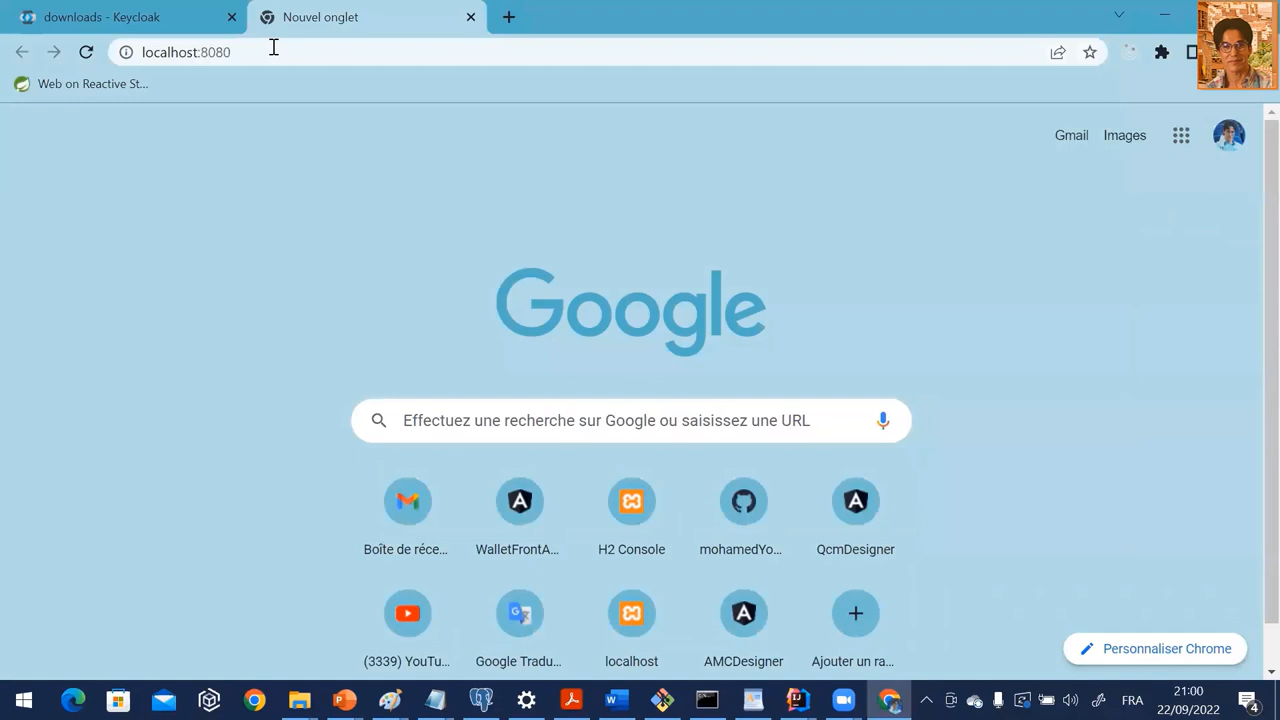 downloads - Keycloak
Nouvel onglet
localhost:8080
Web on Reactive St...
Gmail
Images
Google
Effectuez une recherche sur Google ou saisissez une URL
Boîte de réce...
WalletFrontA...
H2 Console
mohamedYo...
QcmDesigner
(3339) YouTu...
Google Tradu...
localhost
AMCDesigner
Ajouter un ra...
Personnaliser Chrome
FRA
21:00
22/09/2022
4